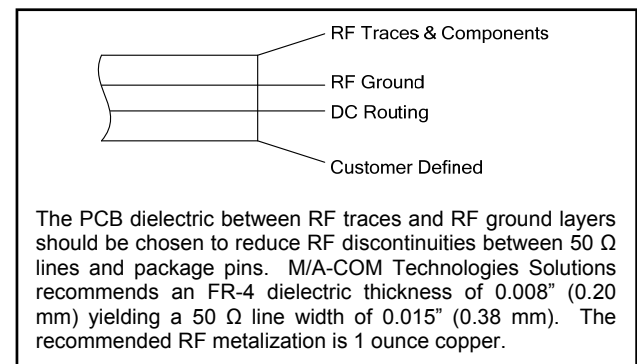 RF Traces & Components
RF Ground
DC Routing
Customer Defined
The PCB dielectric between RF traces and RF ground layers
should be chosen to reduce RF discontinuities between 50 Ω
lines and package pins. M/A-COM Technologies Solutions
recommends an FR-4 dielectric thickness of 0.008” (0.20
mm) yielding a 50 Ω line width of 0.015” (0.38 mm). The
recommended RF metalization is 1 ounce copper.